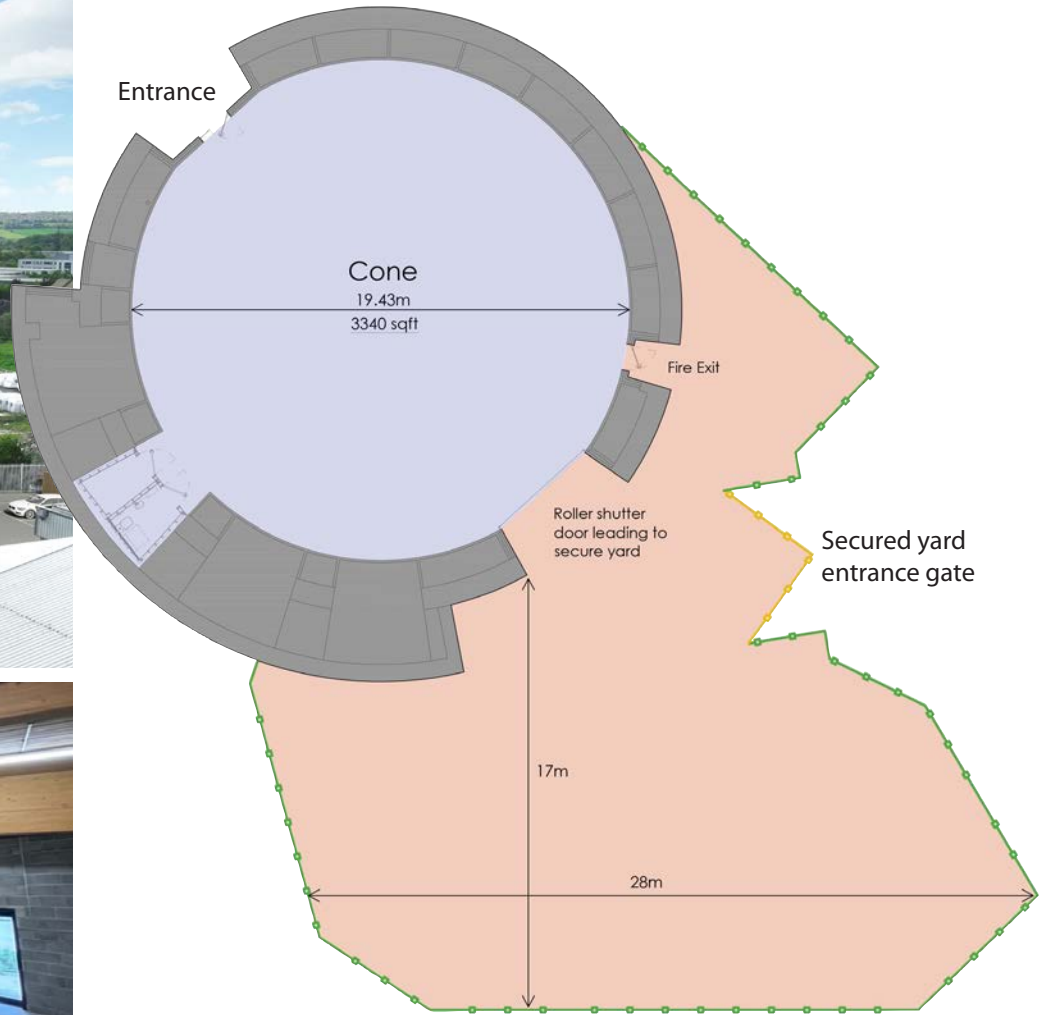 Entrance
Cone
19.43m
3340 sqft
Fire Exit
Roller shutter
door leading to
secure yard
Secured yard
entrance gate
17m
28m